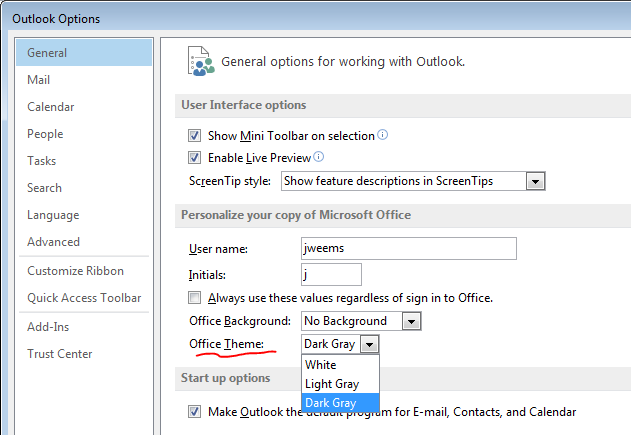 Outlook Options
General
Mail
Calendar
People
Tasks
Search
Language
Advanced
Customize Ribbon
Quick Access Toolbar
Add-Ins
Trust Center
General options for working with Outlook.
User Interface options
Show Mini Toolbar on selection
Enable Live Preview
ScreenTip style: Show feature descriptions in ScreenTips
Personalize your copy of Microsoft Office
User name: jweems
Initials: j
Always use these values regardless of sign in to Office.
Office Background: No Background
Office Theme: Dark Gray
White
Light Gray
Dark Gray
Start up options
Make Outlook the default program for E-mail, Contacts, and Calendar